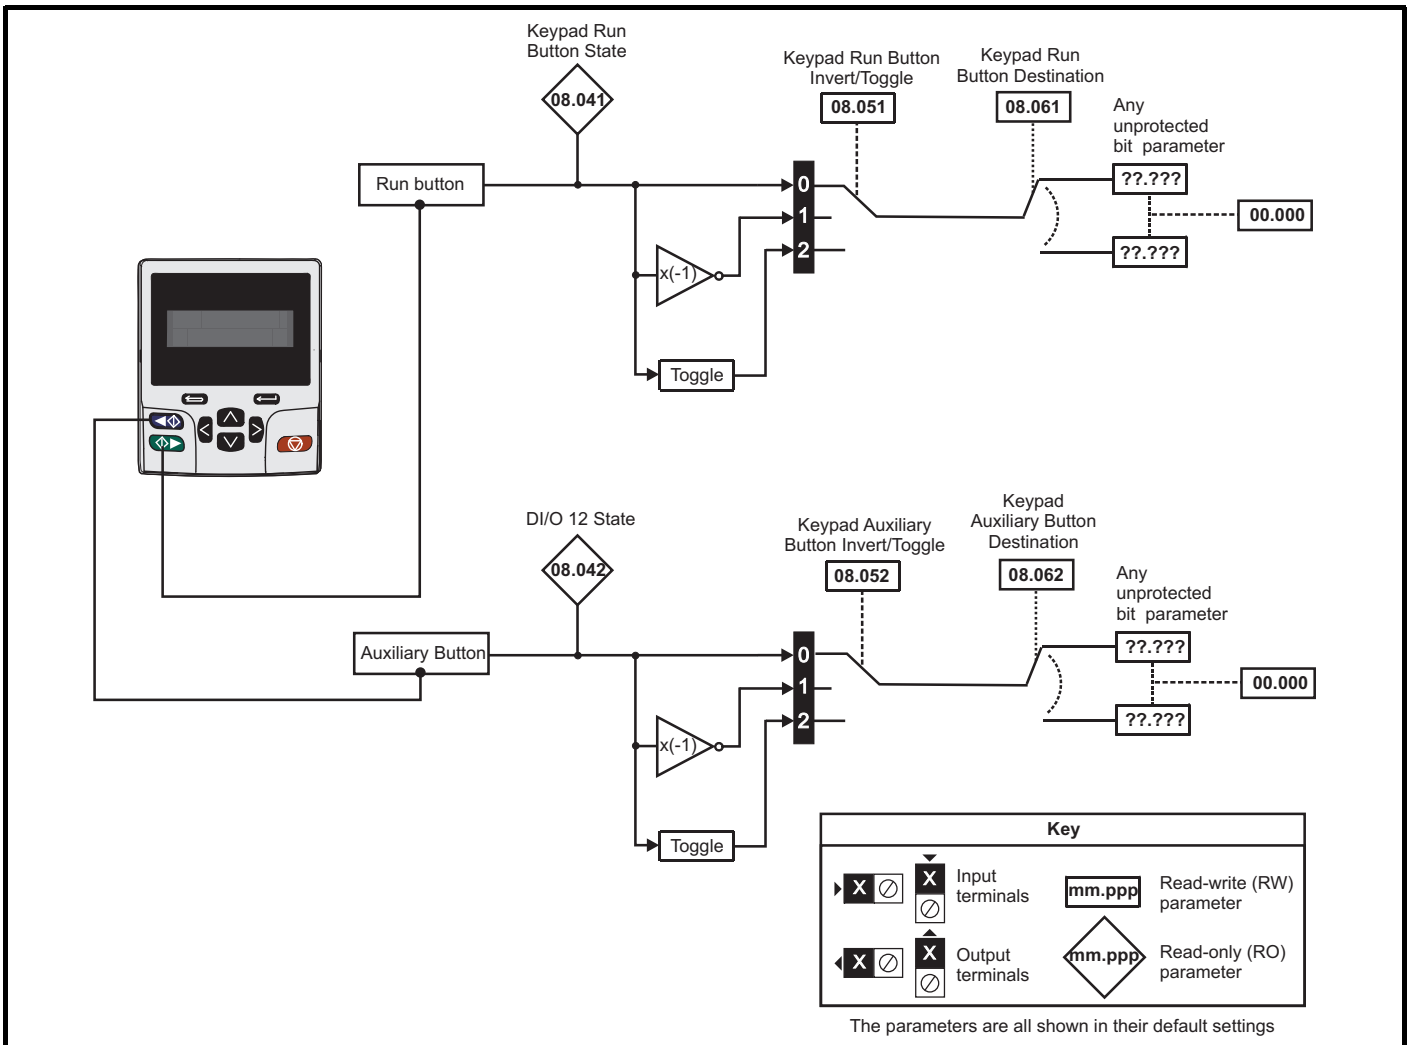 Keypad Run
Button State
08.041
Keypad Run Button
Invert/Toggle
08.051
Keypad Run
Button Destination
08.061
Any
unprotected
bit parameter
??.???
??.???
00.000
Run button
0
1
2
x(-1)
Toggle
DI/O 12 State
08.042
Keypad Auxiliary
Button Invert/Toggle
08.052
Keypad
Auxiliary Button
Destination
08.062
Any
unprotected
bit parameter
??.???
??.???
00.000
Auxiliary Button
0
1
2
x(-1)
Toggle
Key
X
X
Input
terminals
mm.ppp
Read-write (RW)
parameter
X
X
Output
terminals
mm.ppp
Read-only (RO)
parameter
The parameters are all shown in their default settings